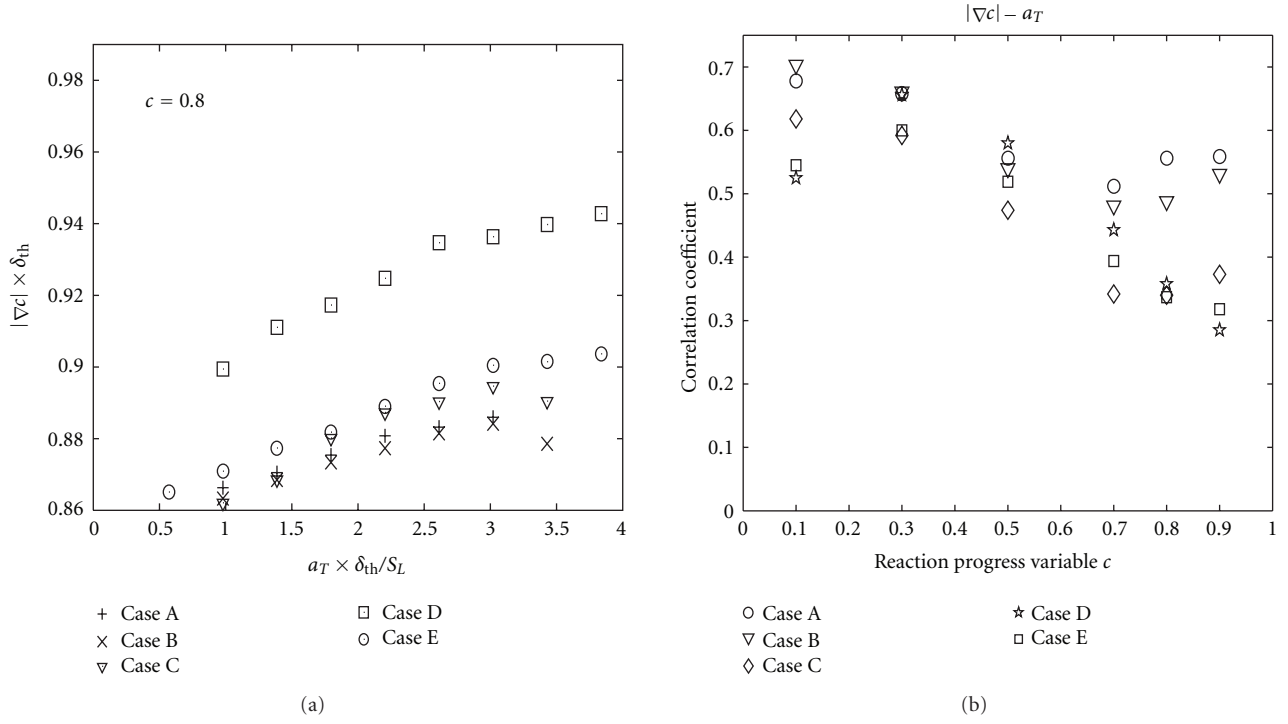 0.98
0.96
0.94
0.92
0.9
0.88
0.86
|∇c| × δth
c = 0.8
0 0.5 1 1.5 2 2.5 3 3.5 4
aT × δth/SL
Case A
Case B
Case C
Case D
Case E
(a)
|∇c| – aT
0.7
0.6
0.5
0.4
0.3
0.2
0.1
0
Correlation coefficient
0 0.1 0.2 0.3 0.4 0.5 0.6 0.7 0.8 0.9 1
Reaction progress variable c
Case A
Case B
Case C
Case D
Case E
(b)